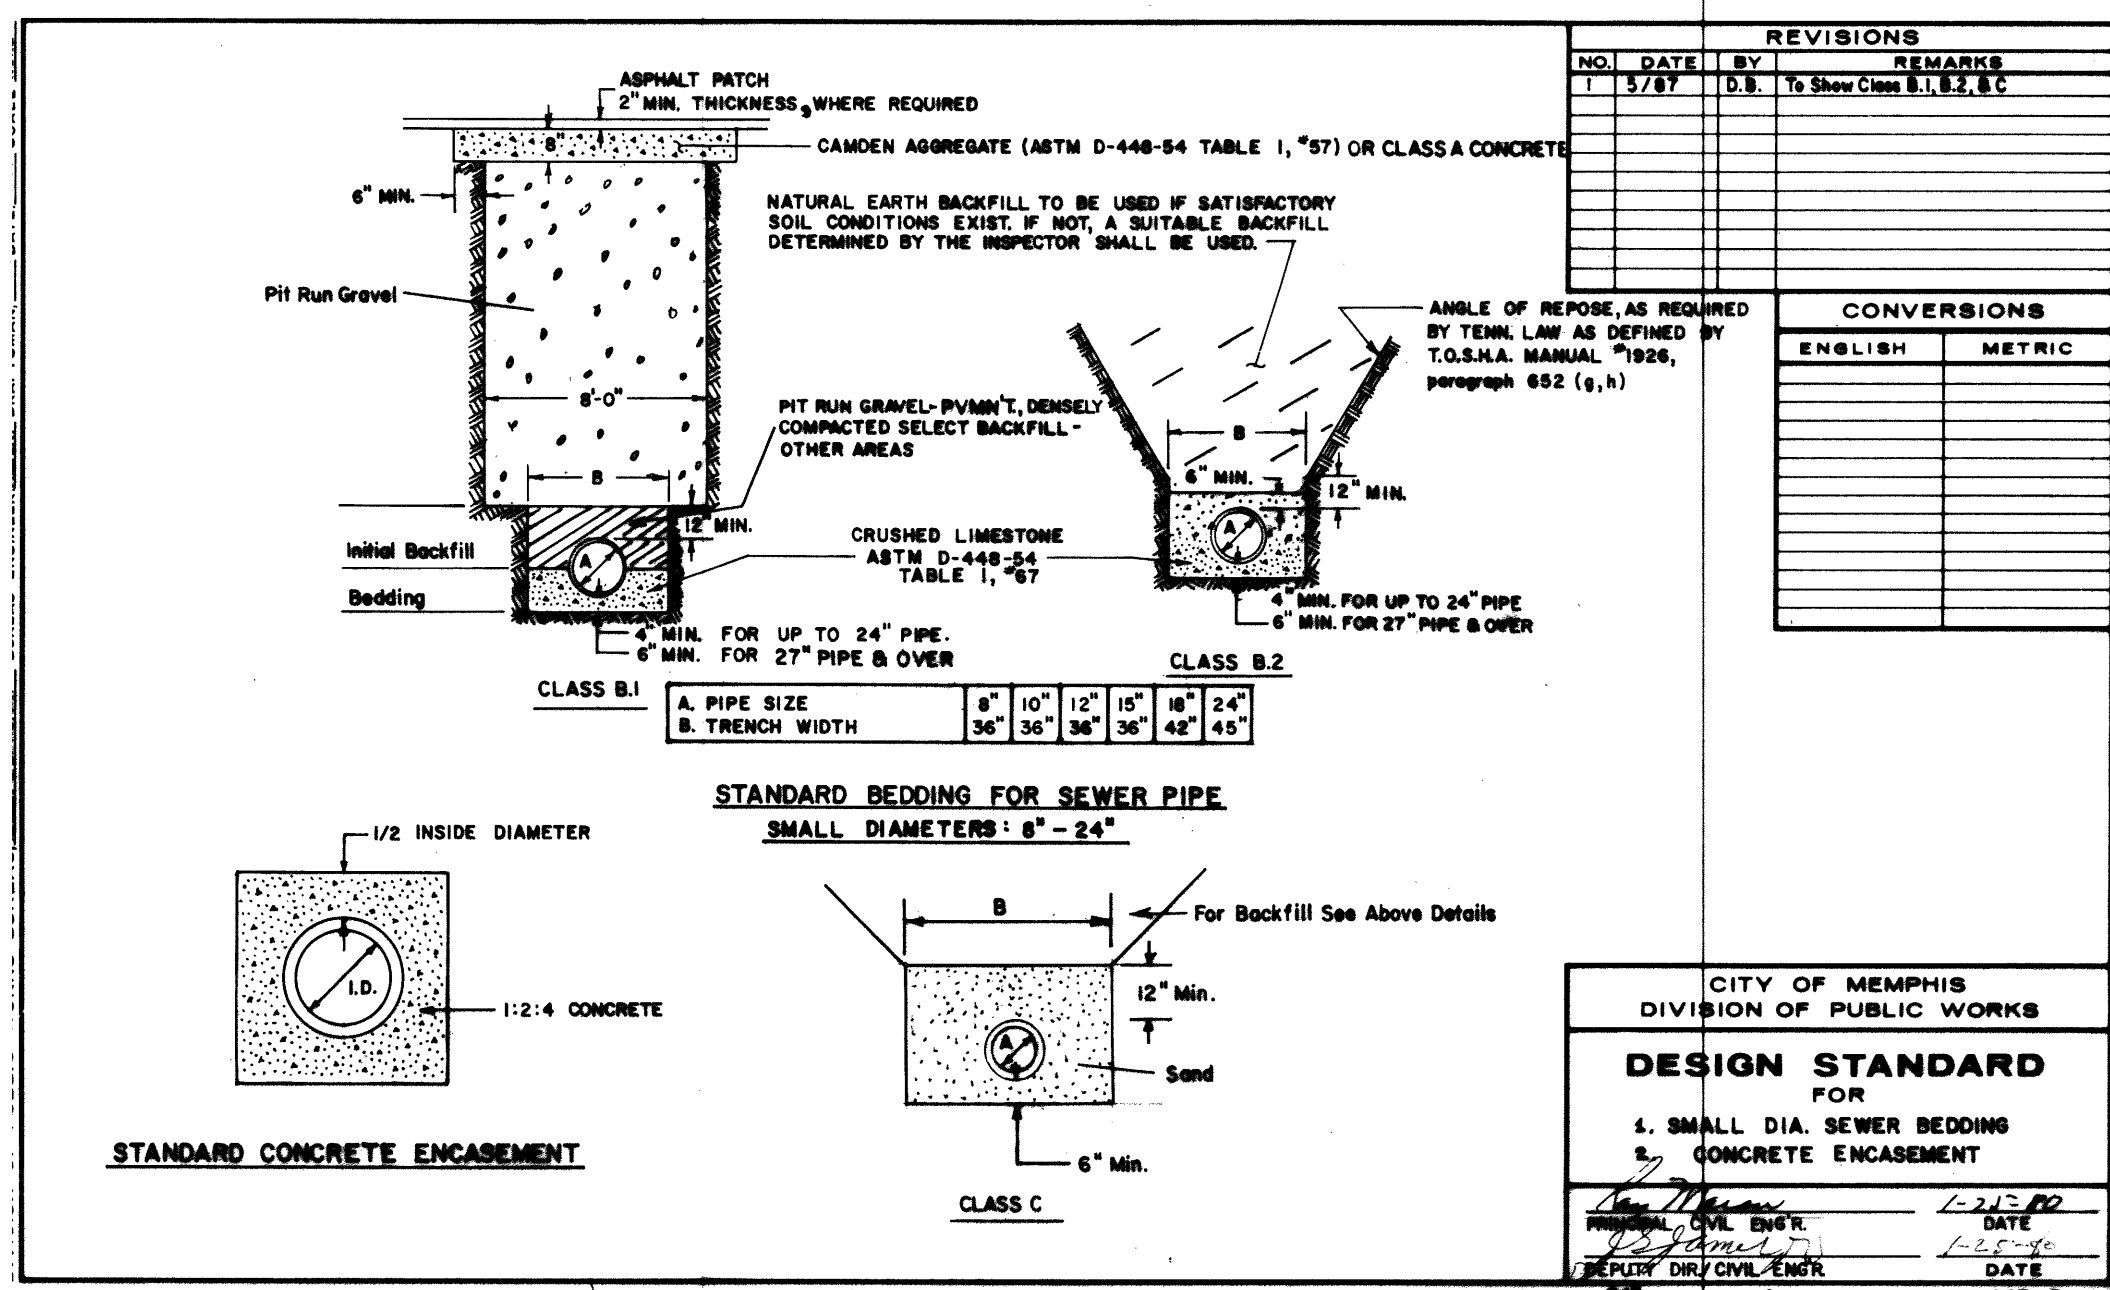 REVISIONS
NO. DATE BY REMARKS
1 5/87 D.B. To Show Class B.1, B.2, & C
CONVERSIONS
ENGLISH METRIC
ASPHALT PATCH
2" MIN. THICKNESS, WHERE REQUIRED
8"
CAMDEN AGGREGATE (ASTM D-448-54 TABLE 1, #57) OR CLASS A CONCRETE
6" MIN.
NATURAL EARTH BACKFILL TO BE USED IF SATISFACTORY
SOIL CONDITIONS EXIST. IF NOT, A SUITABLE BACKFILL
DETERMINED BY THE INSPECTOR SHALL BE USED.
Pit Run Gravel
ANGLE OF REPOSE, AS REQUIRED
BY TENN. LAW AS DEFINED BY
T.O.S.H.A. MANUAL #1926,
paragraph 652 (g,h)
8'-0"
PIT RUN GRAVEL-PVMN'T., DENSELY
COMPACTED SELECT BACKFILL-
OTHER AREAS
B
B
6" MIN.
12" MIN.
12" MIN.
A
A
CRUSHED LIMESTONE
ASTM D-448-54
TABLE 1, #67
Initial Backfill
Bedding
4" MIN. FOR UP TO 24" PIPE.
6" MIN. FOR 27" PIPE & OVER
4" MIN. FOR UP TO 24" PIPE
6" MIN. FOR 27" PIPE & OVER
CLASS B.1
CLASS B.2
A. PIPE SIZE 8" 10" 12" 15" 18" 24"
B. TRENCH WIDTH 36" 36" 36" 36" 42" 45"
STANDARD BEDDING FOR SEWER PIPE
SMALL DIAMETERS: 8" - 24"
1/2 INSIDE DIAMETER
I.D.
1:2:4 CONCRETE
STANDARD CONCRETE ENCASEMENT
B
For Backfill See Above Details
12" Min.
A
Sand
6" Min.
CLASS C
CITY OF MEMPHIS
DIVISION OF PUBLIC WORKS
DESIGN STANDARD
FOR
1. SMALL DIA. SEWER BEDDING
2. CONCRETE ENCASEMENT
PRINCIPAL CIVIL ENG'R. DATE
1-25-80
DEPUTY DIR./CIVIL ENG'R. DATE